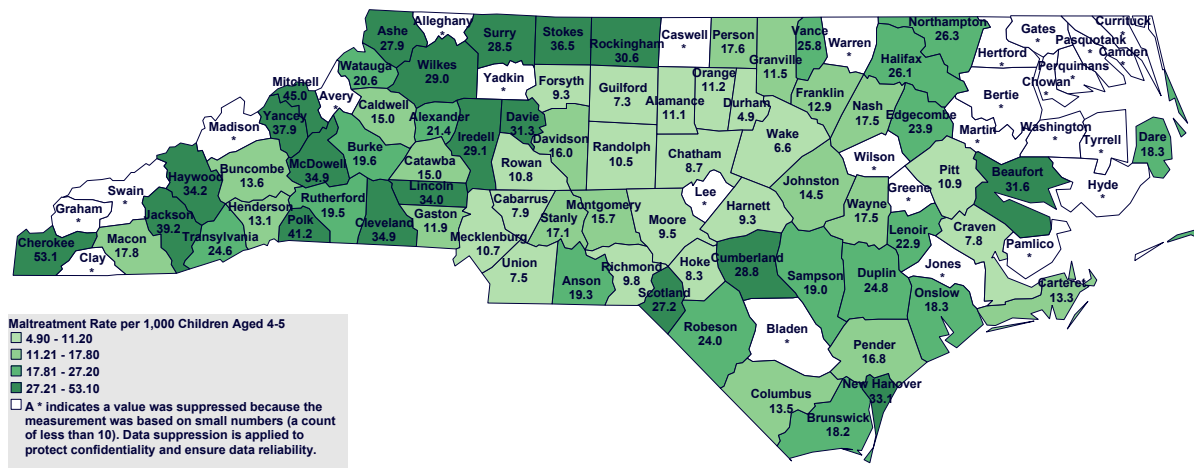 Alleghany
*
Ashe
27.9
Surry
28.5
Stokes
36.5
Rockingham
30.6
Caswell
*
Person
17.6
Vance
25.8
Warren
*
Northampton
26.3
Gates
*
Currituck
*
Pasquotank
*
Camden
*
Hertford
*
Perquimans
*
Chowan
*
Watauga
20.6
Wilkes
29.0
Yadkin
*
Forsyth
9.3
Guilford
7.3
Alamance
11.1
Orange
11.2
Durham
4.9
Granville
11.5
Franklin
12.9
Halifax
26.1
Bertie
*
Mitchell
45.0
Avery
*
Caldwell
15.0
Alexander
21.4
Iredell
29.1
Davie
31.3
Davidson
16.0
Randolph
10.5
Chatham
8.7
Wake
6.6
Nash
17.5
Edgecombe
23.9
Martin
*
Washington
*
Tyrrell
*
Dare
18.3
Madison
*
Yancey
37.9
Burke
19.6
Catawba
15.0
Rowan
10.8
Wilson
*
Pitt
10.9
Beaufort
31.6
Hyde
*
Swain
*
Haywood
34.2
Buncombe
13.6
McDowell
34.9
Lincoln
34.0
Cabarrus
7.9
Stanly
17.1
Montgomery
15.7
Moore
9.5
Lee
*
Harnett
9.3
Johnston
14.5
Wayne
17.5
Greene
*
Lenoir
22.9
Craven
7.8
Pamlico
*
Graham
*
Jackson
39.2
Henderson
13.1
Polk
41.2
Rutherford
19.5
Cleveland
34.9
Gaston
11.9
Mecklenburg
10.7
Cherokee
53.1
Clay
*
Macon
17.8
Transylvania
24.6
Union
7.5
Anson
19.3
Richmond
9.8
Hoke
8.3
Scotland
27.2
Cumberland
28.8
Sampson
19.0
Duplin
24.8
Jones
*
Onslow
18.3
Carteret
13.3
Robeson
24.0
Bladen
*
Pender
16.8
Columbus
13.5
New Hanover
33.1
Brunswick
18.2
Maltreatment Rate per 1,000 Children Aged 4-5
4.90 - 11.20
11.21 - 17.80
17.81 - 27.20
27.21 - 53.10
A * indicates a value was suppressed because the
measurement was based on small numbers (a count
of less than 10). Data suppression is applied to
protect confidentiality and ensure data reliability.